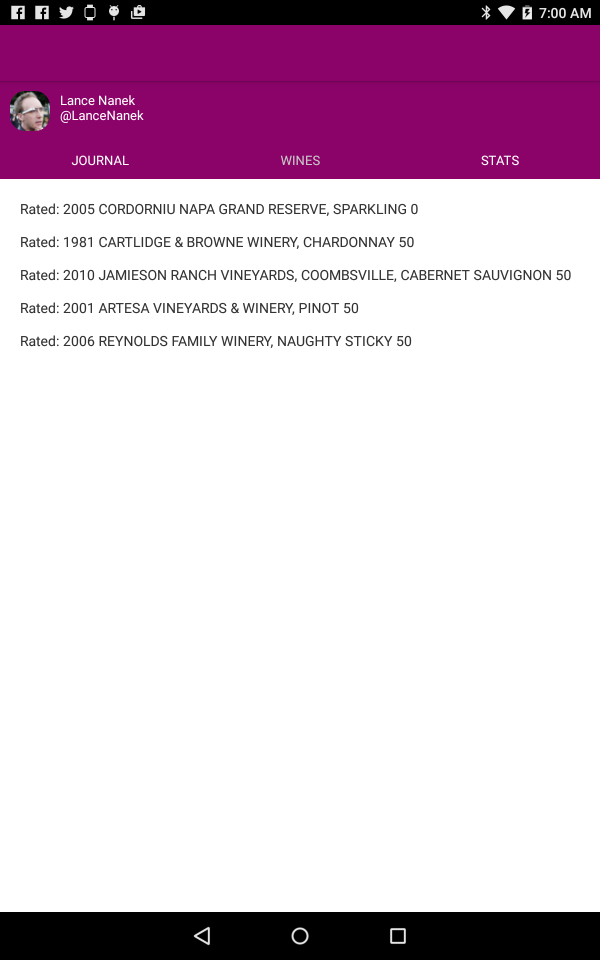 7:00 AM
Lance Nanek
@LanceNanek
JOURNAL WINES STATS
Rated: 2005 CORDORNIU NAPA GRAND RESERVE, SPARKLING 0
Rated: 1981 CARTLIDGE & BROWNE WINERY, CHARDONNAY 50
Rated: 2010 JAMIESON RANCH VINEYARDS, COOMBSVILLE, CABERNET SAUVIGNON 50
Rated: 2001 ARTESA VINEYARDS & WINERY, PINOT 50
Rated: 2006 REYNOLDS FAMILY WINERY, NAUGHTY STICKY 50